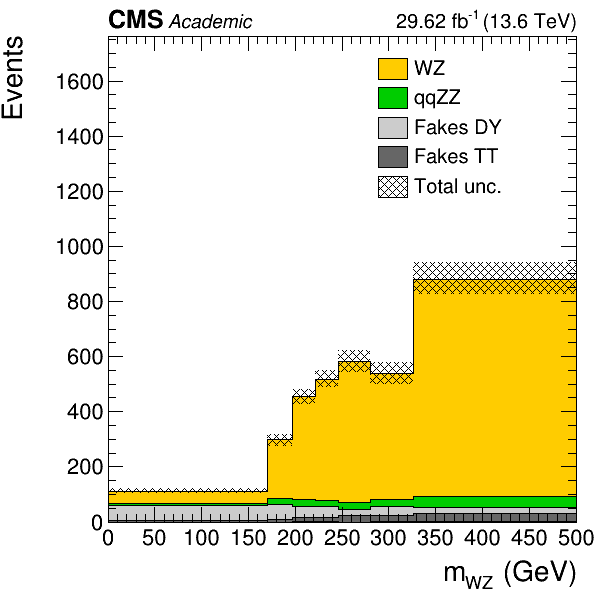 CMS Academic 29.62 fb⁻¹ (13.6 TeV)
Events
1600
1400
1200
1000
800
600
400
200
0
WZ
qqZZ
Fakes DY
Fakes TT
Total unc.
0 50 100 150 200 250 300 350 400 450 500
m_WZ (GeV)